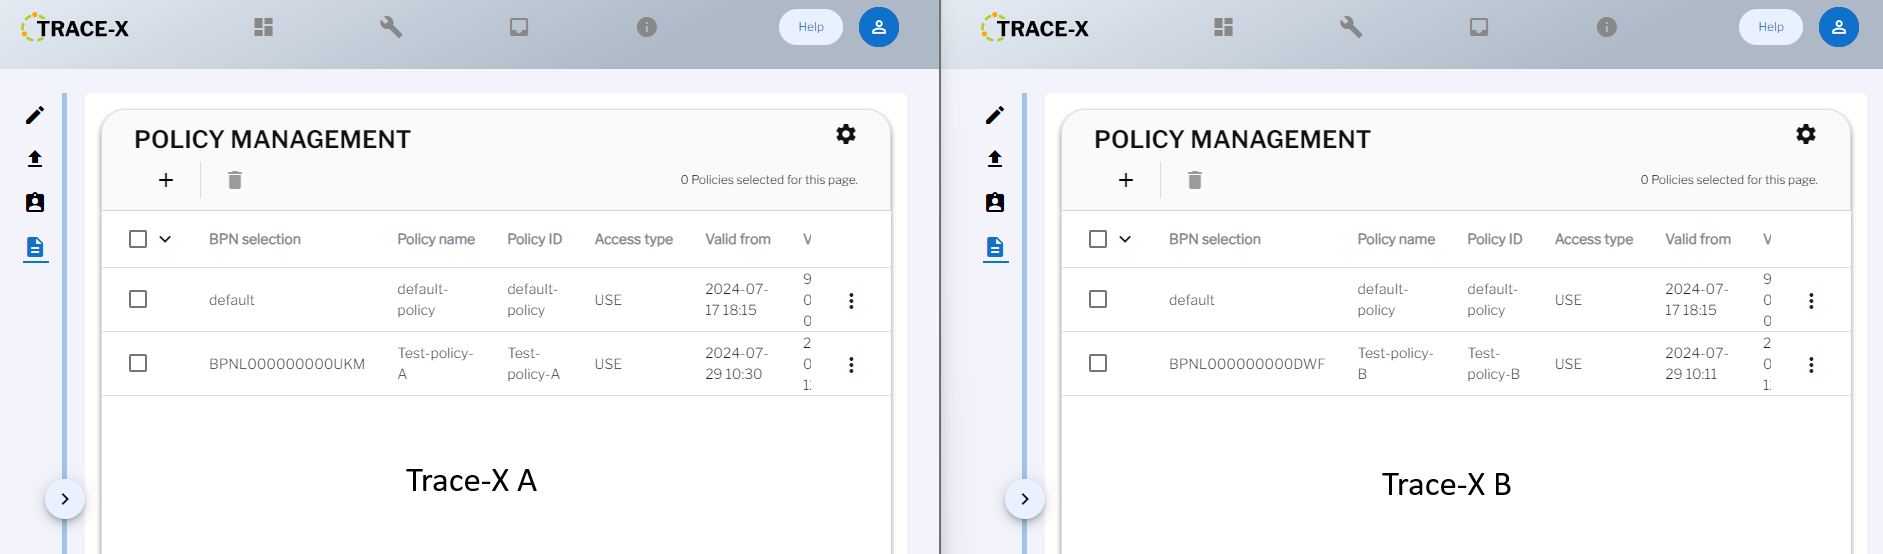 TRACE-X
Help
POLICY MANAGEMENT
0 Policies selected for this page.
BPN selection Policy name Policy ID Access type Valid from V
default default-policy default-policy USE 2024-07-17 18:15 9 0 0
BPNL000000000UKM Test-policy-A Test-policy-A USE 2024-07-29 10:30 2 0
Trace-X A
TRACE-X
Help
POLICY MANAGEMENT
0 Policies selected for this page.
BPN selection Policy name Policy ID Access type Valid from V
default default-policy default-policy USE 2024-07-17 18:15 9 0 0
BPNL000000000DWF Test-policy-B Test-policy-B USE 2024-07-29 10:11 2 0
Trace-X B